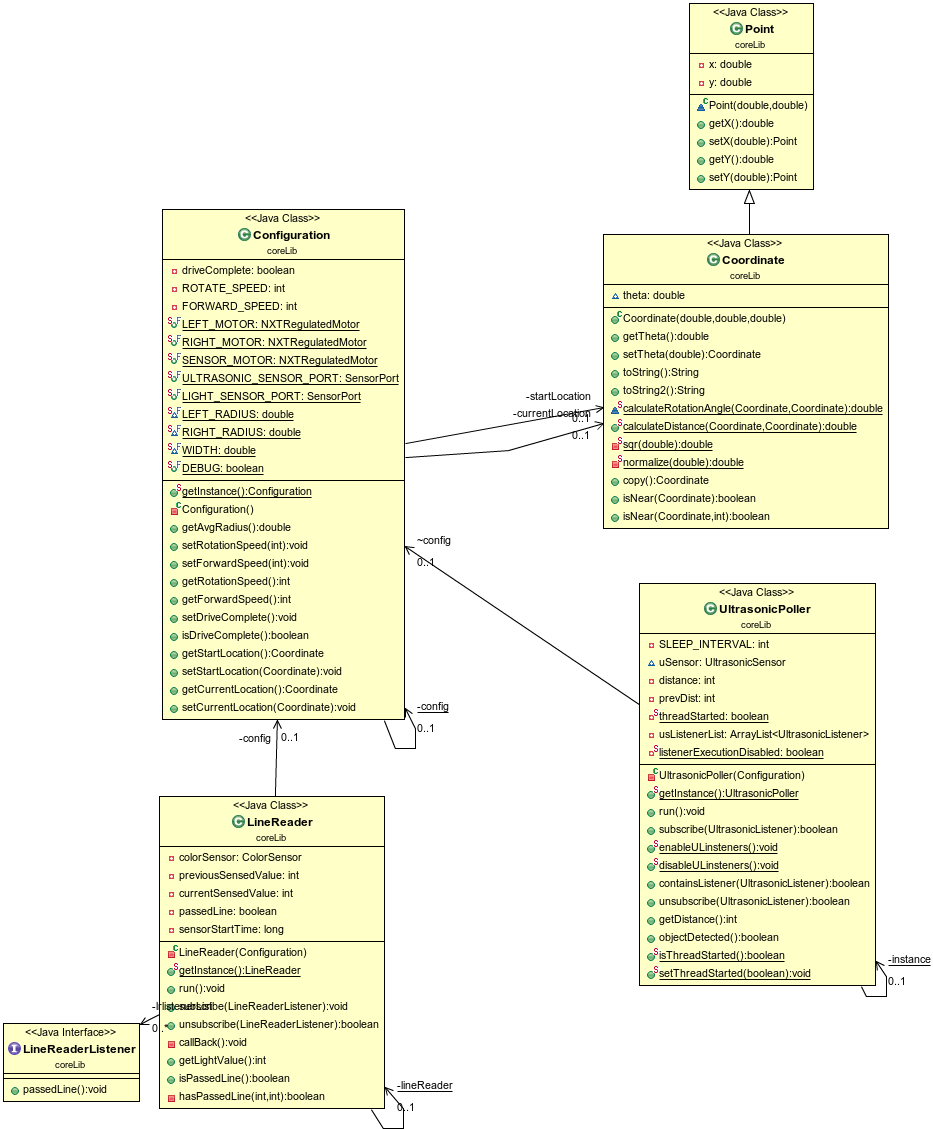 <<Java Class>>
Point
coreLib
x: double
y: double
Point(double,double)
getX():double
setX(double):Point
getY():double
setY(double):Point
<<Java Class>>
Configuration
coreLib
driveComplete: boolean
ROTATE_SPEED: int
FORWARD_SPEED: int
LEFT_MOTOR: NXTRegulatedMotor
RIGHT_MOTOR: NXTRegulatedMotor
SENSOR_MOTOR: NXTRegulatedMotor
ULTRASONIC_SENSOR_PORT: SensorPort
LIGHT_SENSOR_PORT: SensorPort
LEFT_RADIUS: double
RIGHT_RADIUS: double
WIDTH: double
DEBUG: boolean
getInstance():Configuration
Configuration()
getAvgRadius():double
setRotationSpeed(int):void
setForwardSpeed(int):void
getRotationSpeed():int
getForwardSpeed():int
setDriveComplete():void
isDriveComplete():boolean
getStartLocation():Coordinate
setStartLocation(Coordinate):void
getCurrentLocation():Coordinate
setCurrentLocation(Coordinate):void
<<Java Class>>
Coordinate
coreLib
theta: double
Coordinate(double,double,double)
getTheta():double
setTheta(double):Coordinate
toString():String
toString2():String
calculateRotationAngle(Coordinate,Coordinate):double
calculateDistance(Coordinate,Coordinate):double
sqr(double):double
normalize(double):double
copy():Coordinate
isNear(Coordinate):boolean
isNear(Coordinate,int):boolean
-startLocation
0..1
-currentLocation
0..1
~config
0..1
-config
0..1
-config
0..1
<<Java Class>>
UltrasonicPoller
coreLib
SLEEP_INTERVAL: int
uSensor: UltrasonicSensor
distance: int
prevDist: int
threadStarted: boolean
usListenerList: ArrayList<UltrasonicListener>
listenerExecutionDisabled: boolean
UltrasonicPoller(Configuration)
getInstance():UltrasonicPoller
run():void
subscribe(UltrasonicListener):boolean
enableULinsteners():void
disableULinsteners():void
containsListener(UltrasonicListener):boolean
unsubscribe(UltrasonicListener):boolean
getDistance():int
objectDetected():boolean
isThreadStarted():boolean
setThreadStarted(boolean):void
-instance
0..1
<<Java Class>>
LineReader
coreLib
colorSensor: ColorSensor
previousSensedValue: int
currentSensedValue: int
passedLine: boolean
sensorStartTime: long
LineReader(Configuration)
getInstance():LineReader
run():void
subscribe(LineReaderListener):void
unsubscribe(LineReaderListener):boolean
callBack():void
getLightValue():int
isPassedLine():boolean
hasPassedLine(int,int):boolean
-lineReader
0..1
0..*
<<Java Interface>>
LineReaderListener
coreLib
passedLine():void